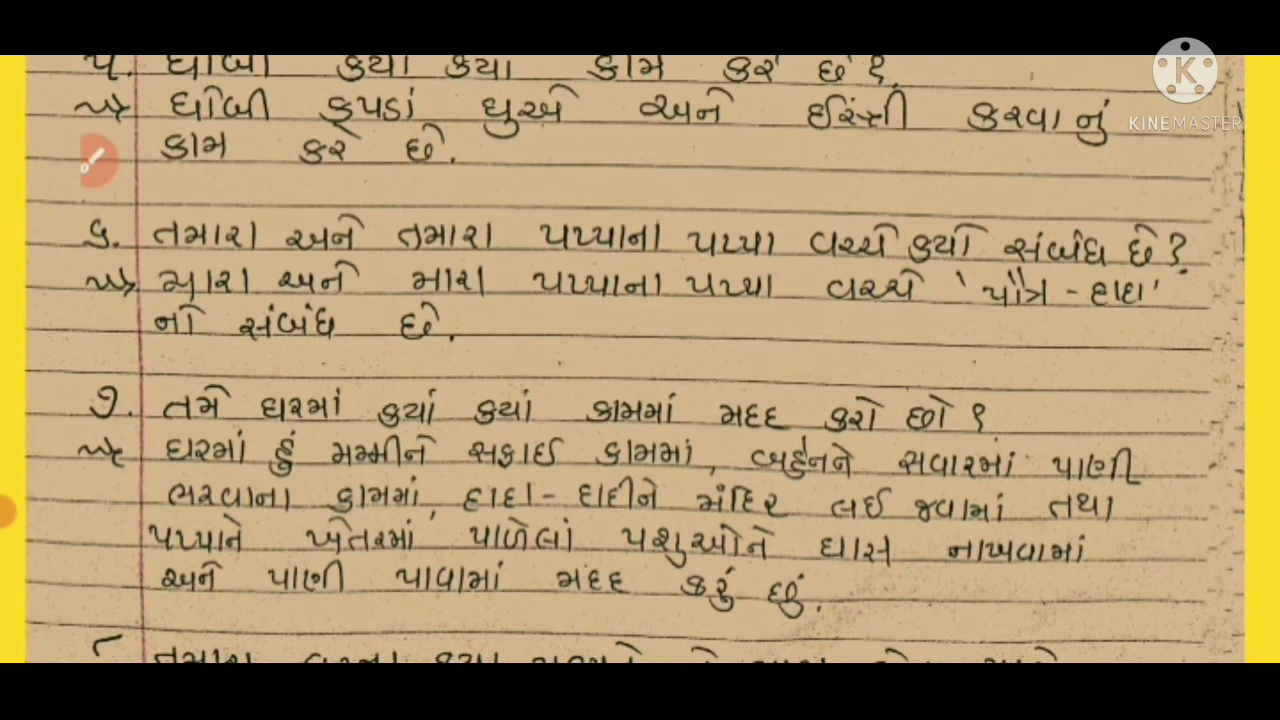 ૫. ધોબી કયાં કયાં કામ કરે છે?
ધોબી કપડાં ધુએ અને ઈસ્ત્રી કરવાનું
કામ કરે છે.
૬. તમારા અને તમારા પપ્પાના પપ્પા વચ્ચે કયો સંબંધ છે?
મારા અને મારા પપ્પાના પપ્પા વચ્ચે 'પૌત્ર - દાદા'
નો સંબંધ છે.
૭. તમે ઘરમાં કયાં કયાં કામમાં મદદ કરો છો?
ઘરમાં હું મમ્મીને સફાઈ કામમાં, બહેનને સવારમાં પાણી
ભરવાના કામમાં, દાદા-દાદીને મંદિર લઈ જવામાં તથા
પપ્પાને ખેતરમાં પાળેલાં પશુઓને ઘાસ નાખવામાં
અને પાણી પાવામાં મદદ કરું છું.
K
KINEMASTER